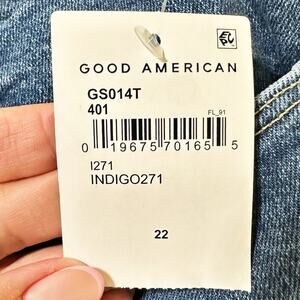 GOOD AMERICAN
GS014T
401
FL_91
0 19675 70165 5
I271
INDIGO271
22